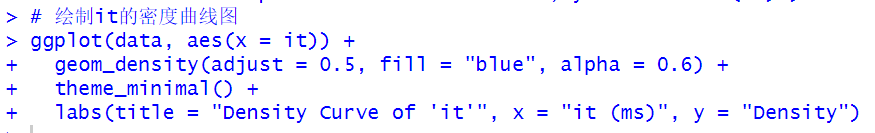 > # 绘制it的密度曲线图
> ggplot(data, aes(x = it)) +
+   geom_density(adjust = 0.5, fill = "blue", alpha = 0.6) +
+   theme_minimal() +
+   labs(title = "Density Curve of 'it'", x = "it (ms)", y = "Density")